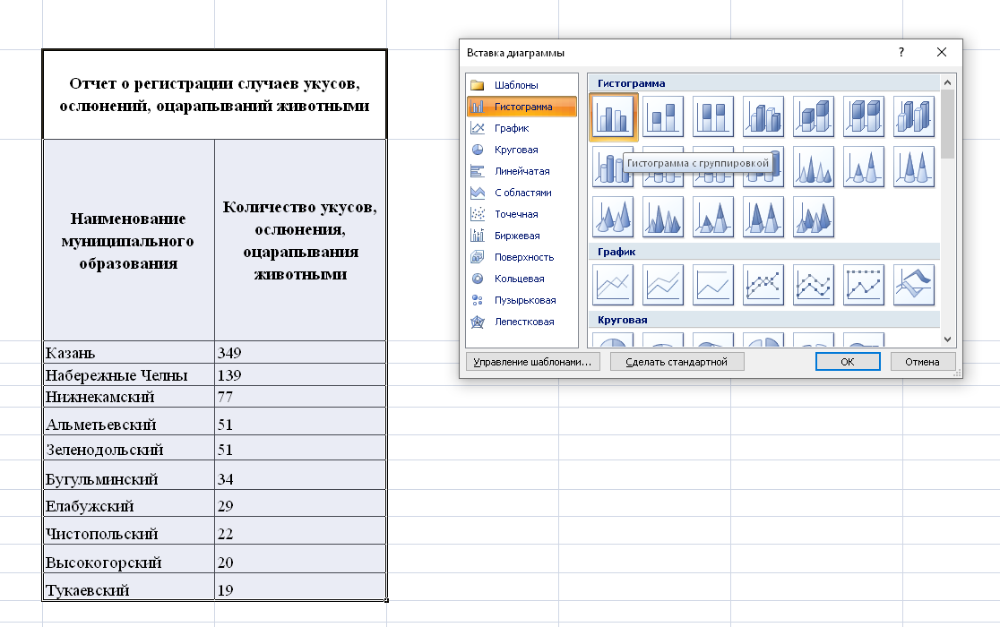 Отчет о регистрации случаев укусов,
ослюнений, оцарапываний животными
Наименование
муниципального
образования
Количество укусов,
ослюнения,
оцарапывания
животными
Казань 349
Набережные Челны 139
Нижнекамский 77
Альметьевский 51
Зеленодольский 51
Бугульминский 34
Елабужский 29
Чистопольский 22
Высокогорский 20
Тукаевский 19
Вставка диаграммы ?
Шаблоны
Гистограмма
График
Круговая
Линейчатая
С областями
Точечная
Биржевая
Поверхность
Кольцевая
Пузырьковая
Лепестковая
Гистограмма
Гистограмма с группировкой
График
Круговая
Управление шаблонами...
Сделать стандартной
ОК
Отмена